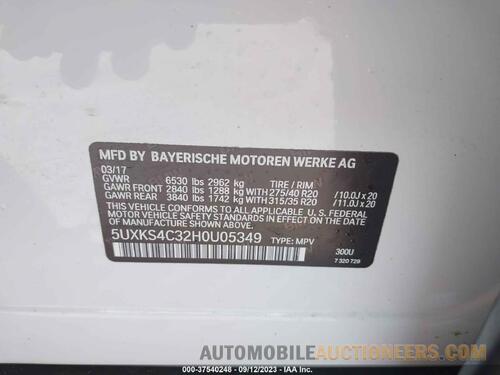 MFD BY BAYERISCHE MOTOREN WERKE AG
03/17
GVWR 6530 lbs 2962 kg TIRE / RIM
GAWR FRONT 2840 lbs 1288 kg WITH 275/40 R20 /10.0J x 20
GAWR REAR 3840 lbs 1742 kg WITH 315/35 R20 /11.0J x 20
THIS VEHICLE CONFORMS TO ALL APPLICABLE U.S. FEDERAL
MOTOR VEHICLE SAFETY STANDARDS IN EFFECT ON THE DATE
OF MANUFACTURE SHOWN ABOVE.
5UXKS4C32H0U05349 TYPE: MPV
300U
7 320 729
AUTOMOBILEAUCTIONS.ECONOMY
000-37540248 - 09/12/2023 - IAA Inc.